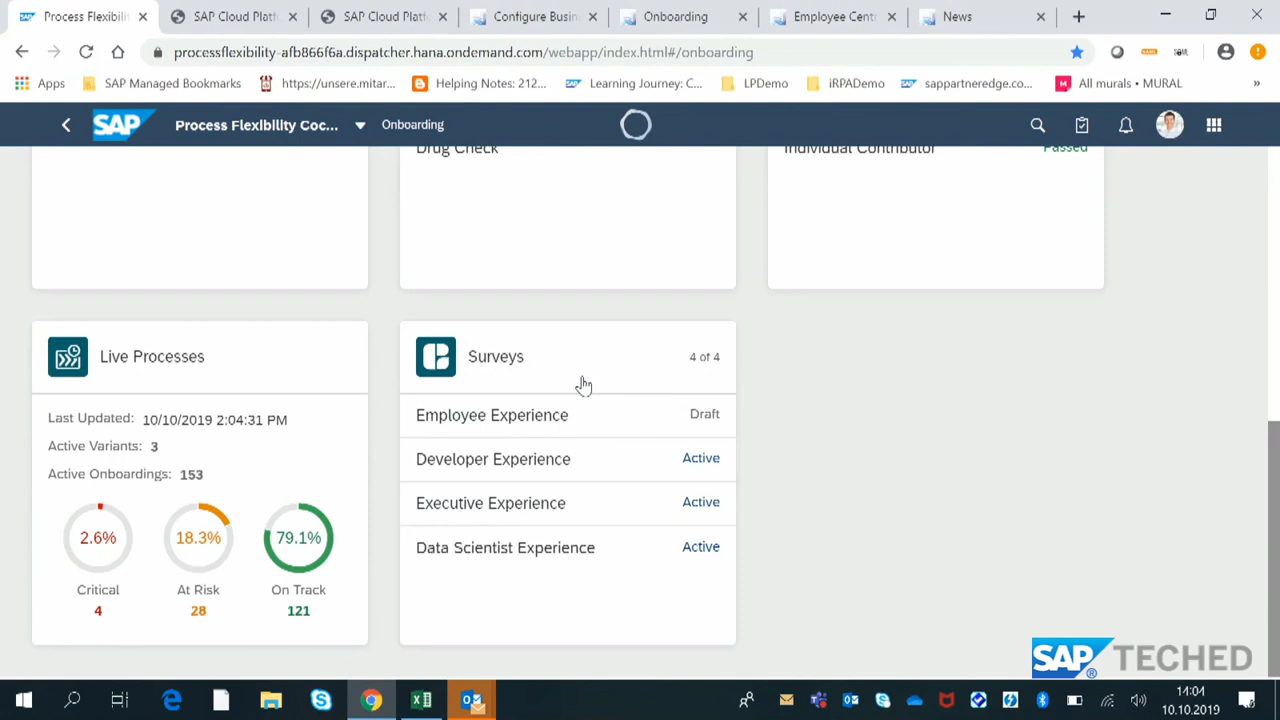 Process Flexibili
SAP Cloud Platf
SAP Cloud Platf
Configure Busin
Onboarding
Employee Centr
News
processflexibility-afb866f6a.dispatcher.hana.ondemand.com/webapp/index.html#/onboarding
Apps
SAP Managed Bookmarks
https://unsere.mitar...
Helping Notes: 212...
Learning Journey: C...
LPDemo
iRPADemo
sappartneredge.co...
All murals • MURAL
»
SAP
Process Flexibility Coc...
Onboarding
Drug Check
Individual Contributor
Passed
Live Processes
Last Updated: 10/10/2019 2:04:31 PM
Active Variants: 3
Active Onboardings: 153
2.6%
18.3%
79.1%
Critical
At Risk
On Track
4
28
121
Surveys
4 of 4
Employee Experience
Draft
Developer Experience
Active
Executive Experience
Active
Data Scientist Experience
Active
SAP® TECHED
14:04
10.10.2019